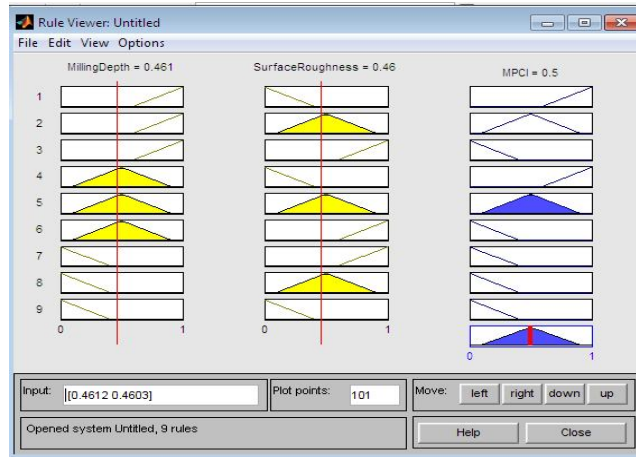 Rule Viewer: Untitled
File Edit View Options
MillingDepth = 0.461
SurfaceRoughness = 0.46
MPCI = 0.5
1
2
3
4
5
6
7
8
9
0 1
0 1
0 1
Input: [0.4612 0.4603]
Plot points: 101
Move: left right down up
Opened system Untitled, 9 rules
Help Close